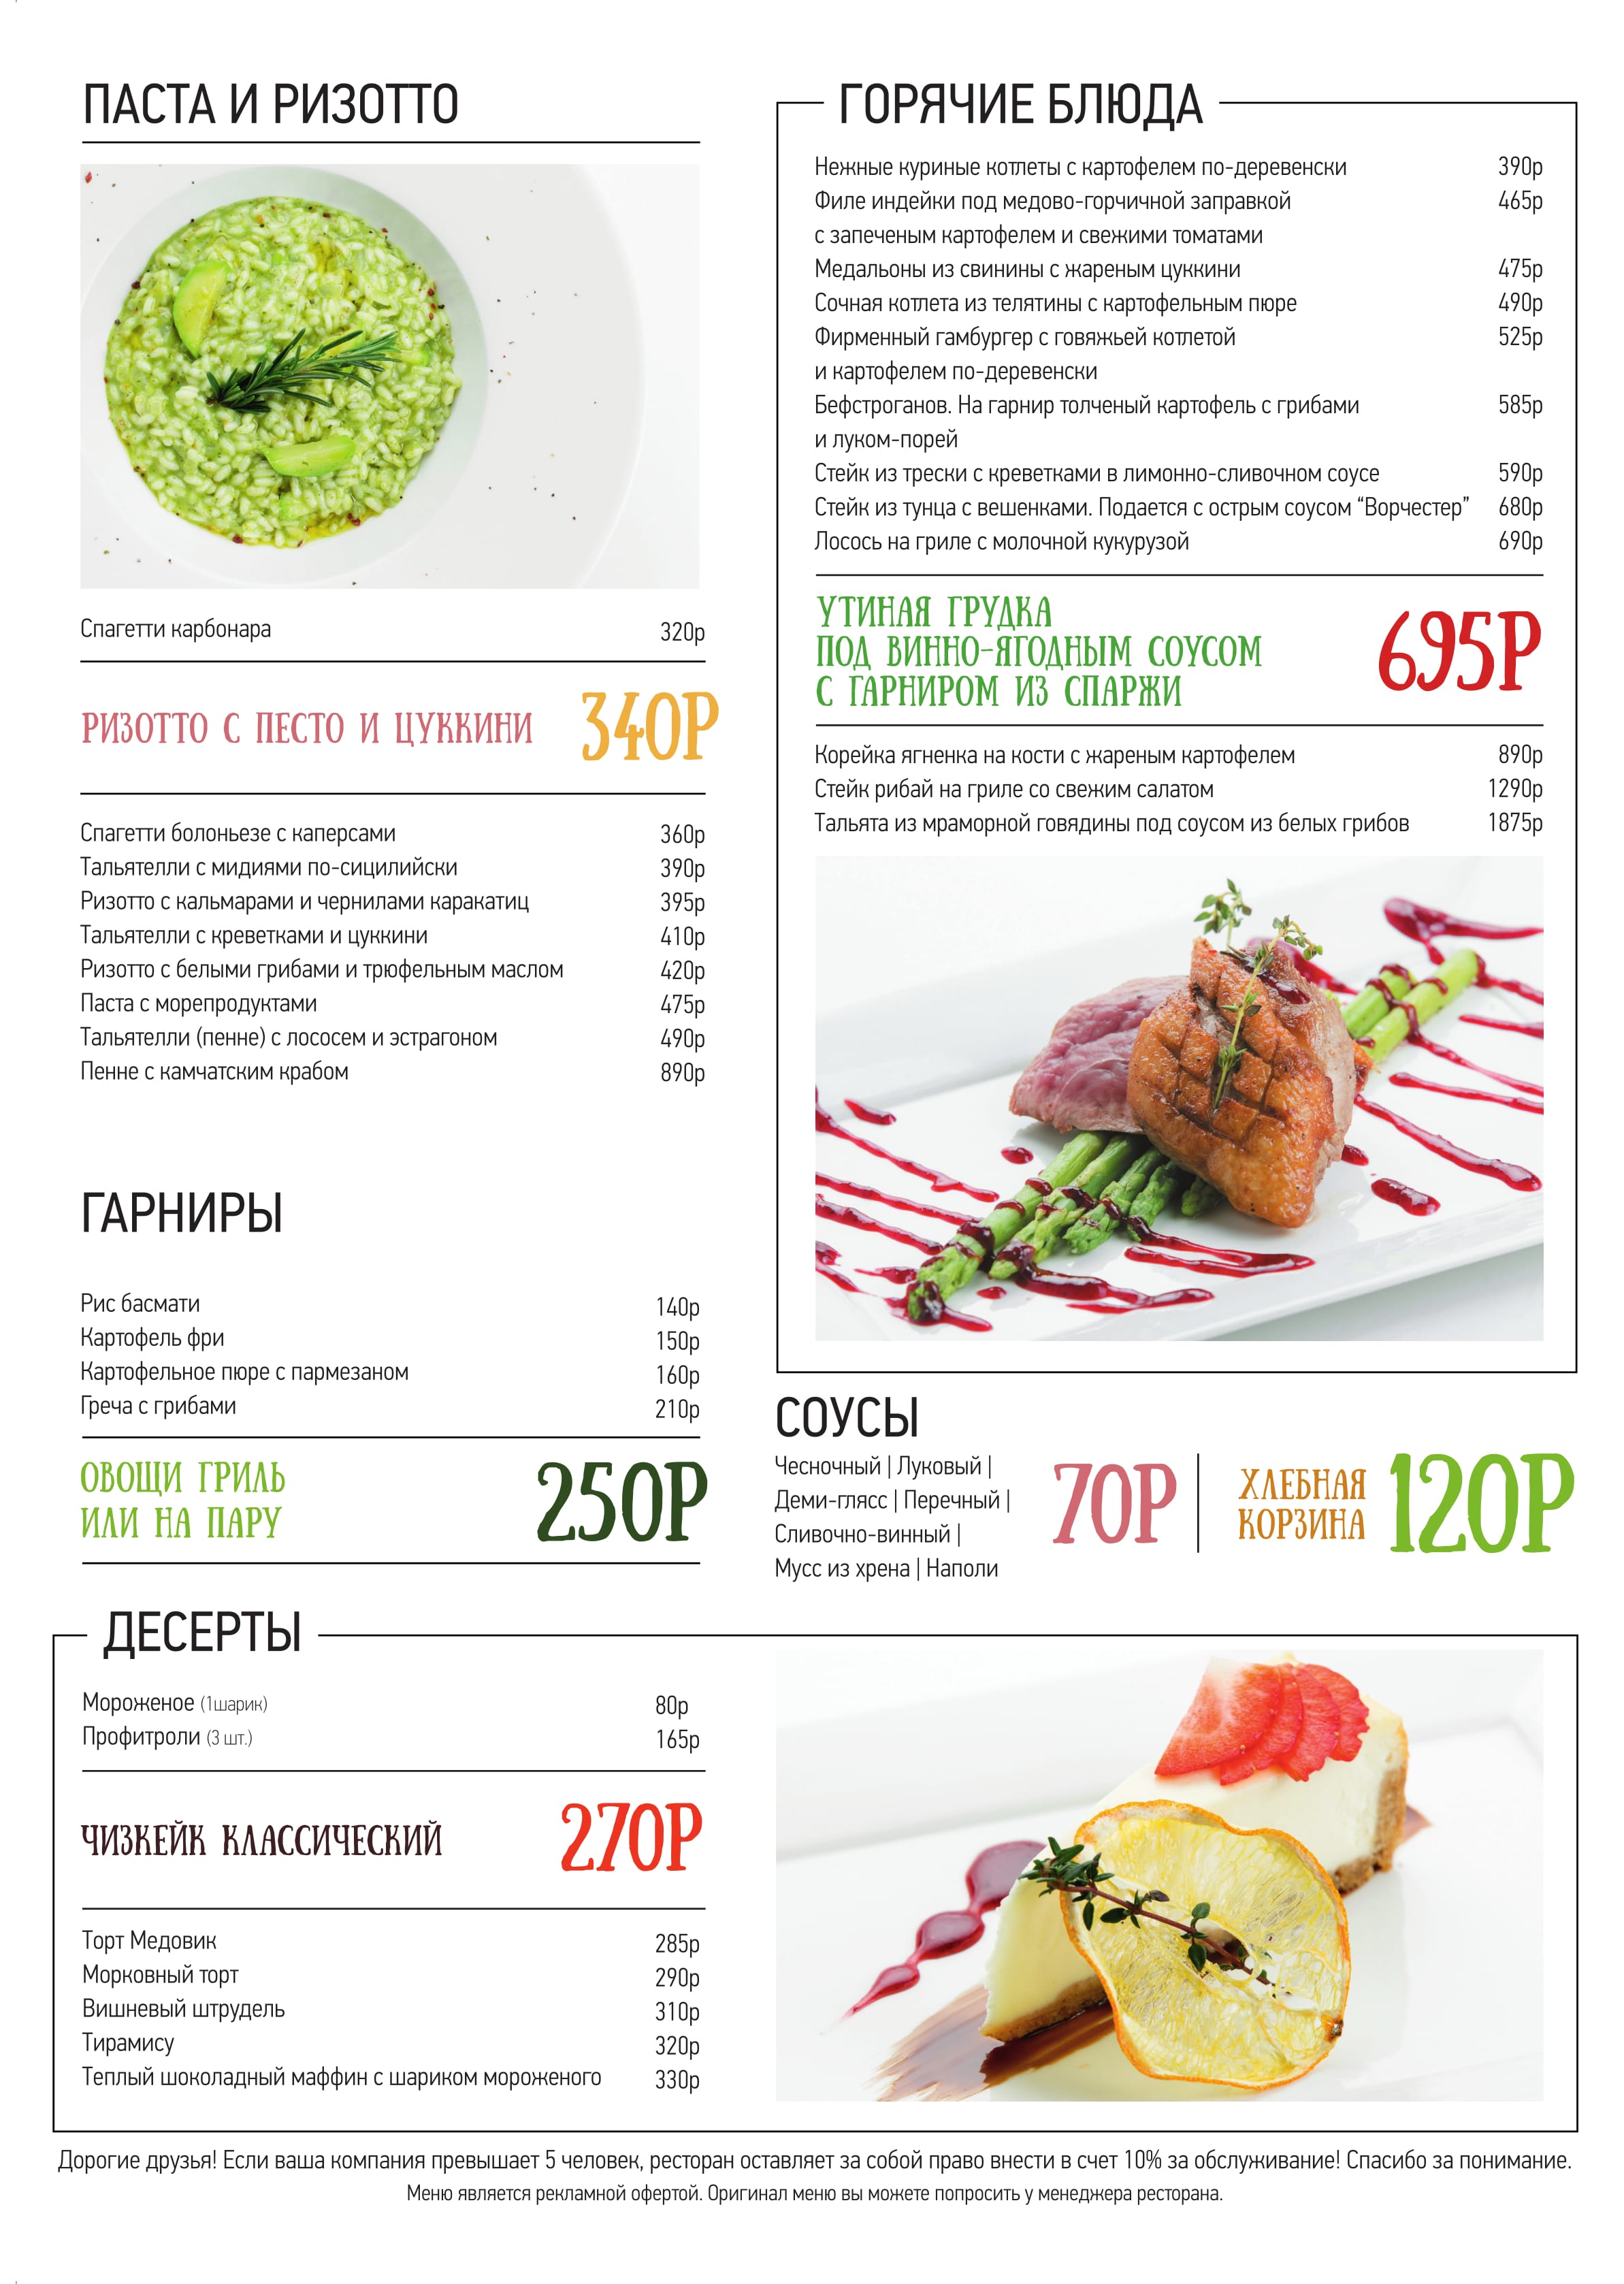 ПАСТА И РИЗОТТО
Спагетти карбонара 320р
РИЗОТТО С ПЕСТО И ЦУККИНИ 340Р
Спагетти болоньезе с каперсами 360р
Тальятелли с мидиями по-сицилийски 390р
Ризотто с кальмарами и чернилами каракатиц 395р
Тальятелли с креветками и цуккини 410р
Ризотто с белыми грибами и трюфельным маслом 420р
Паста с морепродуктами 475р
Тальятелли (пенне) с лососем и эстрагоном 490р
Пенне с камчатским крабом 890р
ГАРНИРЫ
Рис басмати 140р
Картофель фри 150р
Картофельное пюре с пармезаном 160р
Греча с грибами 210р
ОВОЩИ ГРИЛЬ
ИЛИ НА ПАРУ 250Р
ГОРЯЧИЕ БЛЮДА
Нежные куриные котлеты с картофелем по-деревенски 390р
Филе индейки под медово-горчичной заправкой 465р
с запеченым картофелем и свежими томатами
Медальоны из свинины с жареным цуккини 475р
Сочная котлета из телятины с картофельным пюре 490р
Фирменный гамбургер с говяжьей котлетой 525р
и картофелем по-деревенски
Бефстроганов. На гарнир толченый картофель с грибами 585р
и луком-порей
Стейк из трески с креветками в лимонно-сливочном соусе 590р
Стейк из тунца с вешенками. Подается с острым соусом “Ворчестер” 680р
Лосось на гриле с молочной кукурузой 690р
УТИНАЯ ГРУДКА
ПОД ВИННО-ЯГОДНЫМ СОУСОМ 695Р
С ГАРНИРОМ ИЗ СПАРЖИ
Корейка ягненка на кости с жареным картофелем 890р
Стейк рибай на гриле со свежим салатом 1290р
Тальята из мраморной говядины под соусом из белых грибов 1875р
СОУСЫ
Чесночный | Луковый |
Деми-глясс | Перечный |
Сливочно-винный |
Мусс из хрена | Наполи
70Р
ХЛЕБНАЯ
КОРЗИНА 120Р
ДЕСЕРТЫ
Мороженое (1шарик) 80р
Профитроли (3 шт.) 165р
ЧИЗКЕЙК КЛАССИЧЕСКИЙ 270Р
Торт Медовик 285р
Морковный торт 290р
Вишневый штрудель 310р
Тирамису 320р
Теплый шоколадный маффин с шариком мороженого 330р
Дорогие друзья! Если ваша компания превышает 5 человек, ресторан оставляет за собой право внести в счет 10% за обслуживание! Спасибо за понимание.
Меню является рекламной офертой. Оригинал меню вы можете попросить у менеджера ресторана.